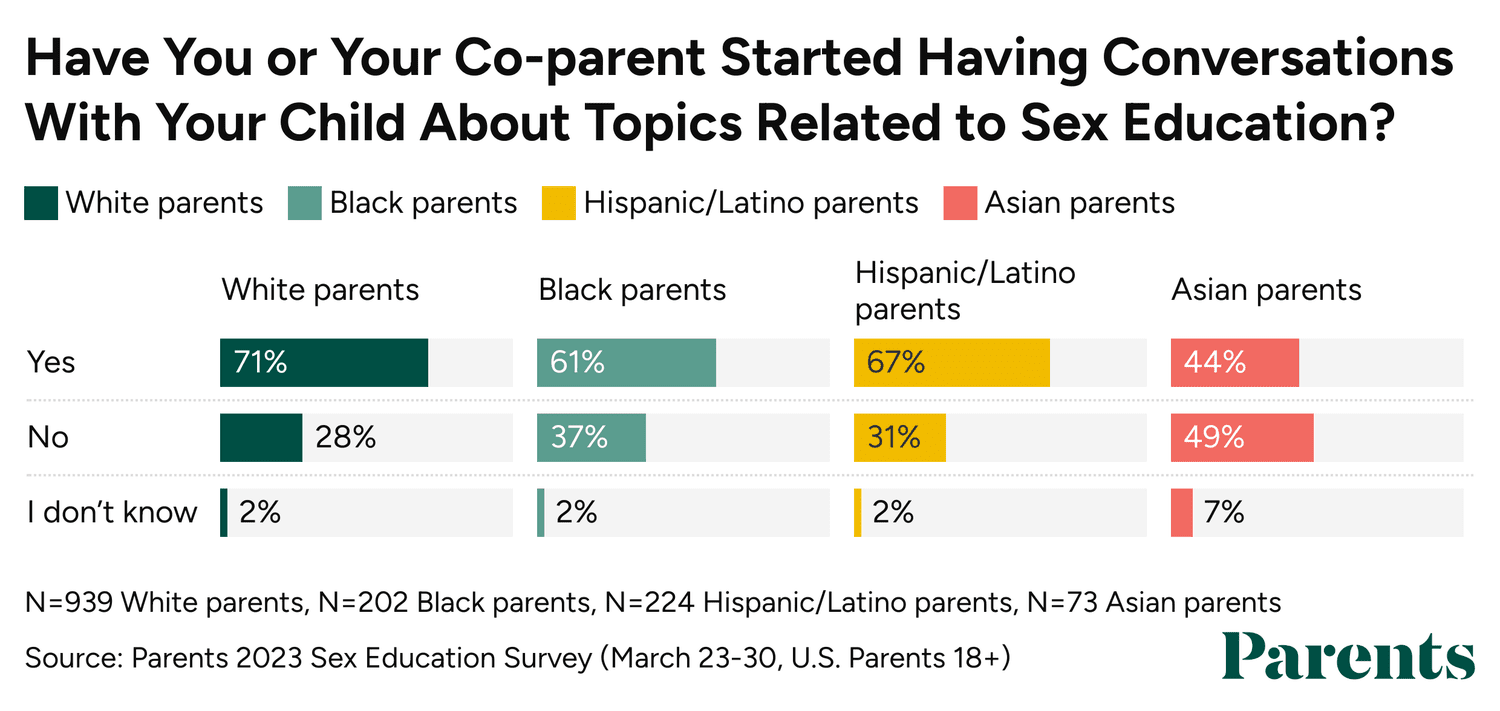 Have You or Your Co-parent Started Having Conversations
With Your Child About Topics Related to Sex Education?
White parents Black parents Hispanic/Latino parents Asian parents
White parents Black parents Hispanic/Latino parents Asian parents
Yes 71% 61% 67% 44%
No 28% 37% 31% 49%
I don’t know 2% 2% 2% 7%
N=939 White parents, N=202 Black parents, N=224 Hispanic/Latino parents, N=73 Asian parents
Source: Parents 2023 Sex Education Survey (March 23-30, U.S. Parents 18+)
Parents